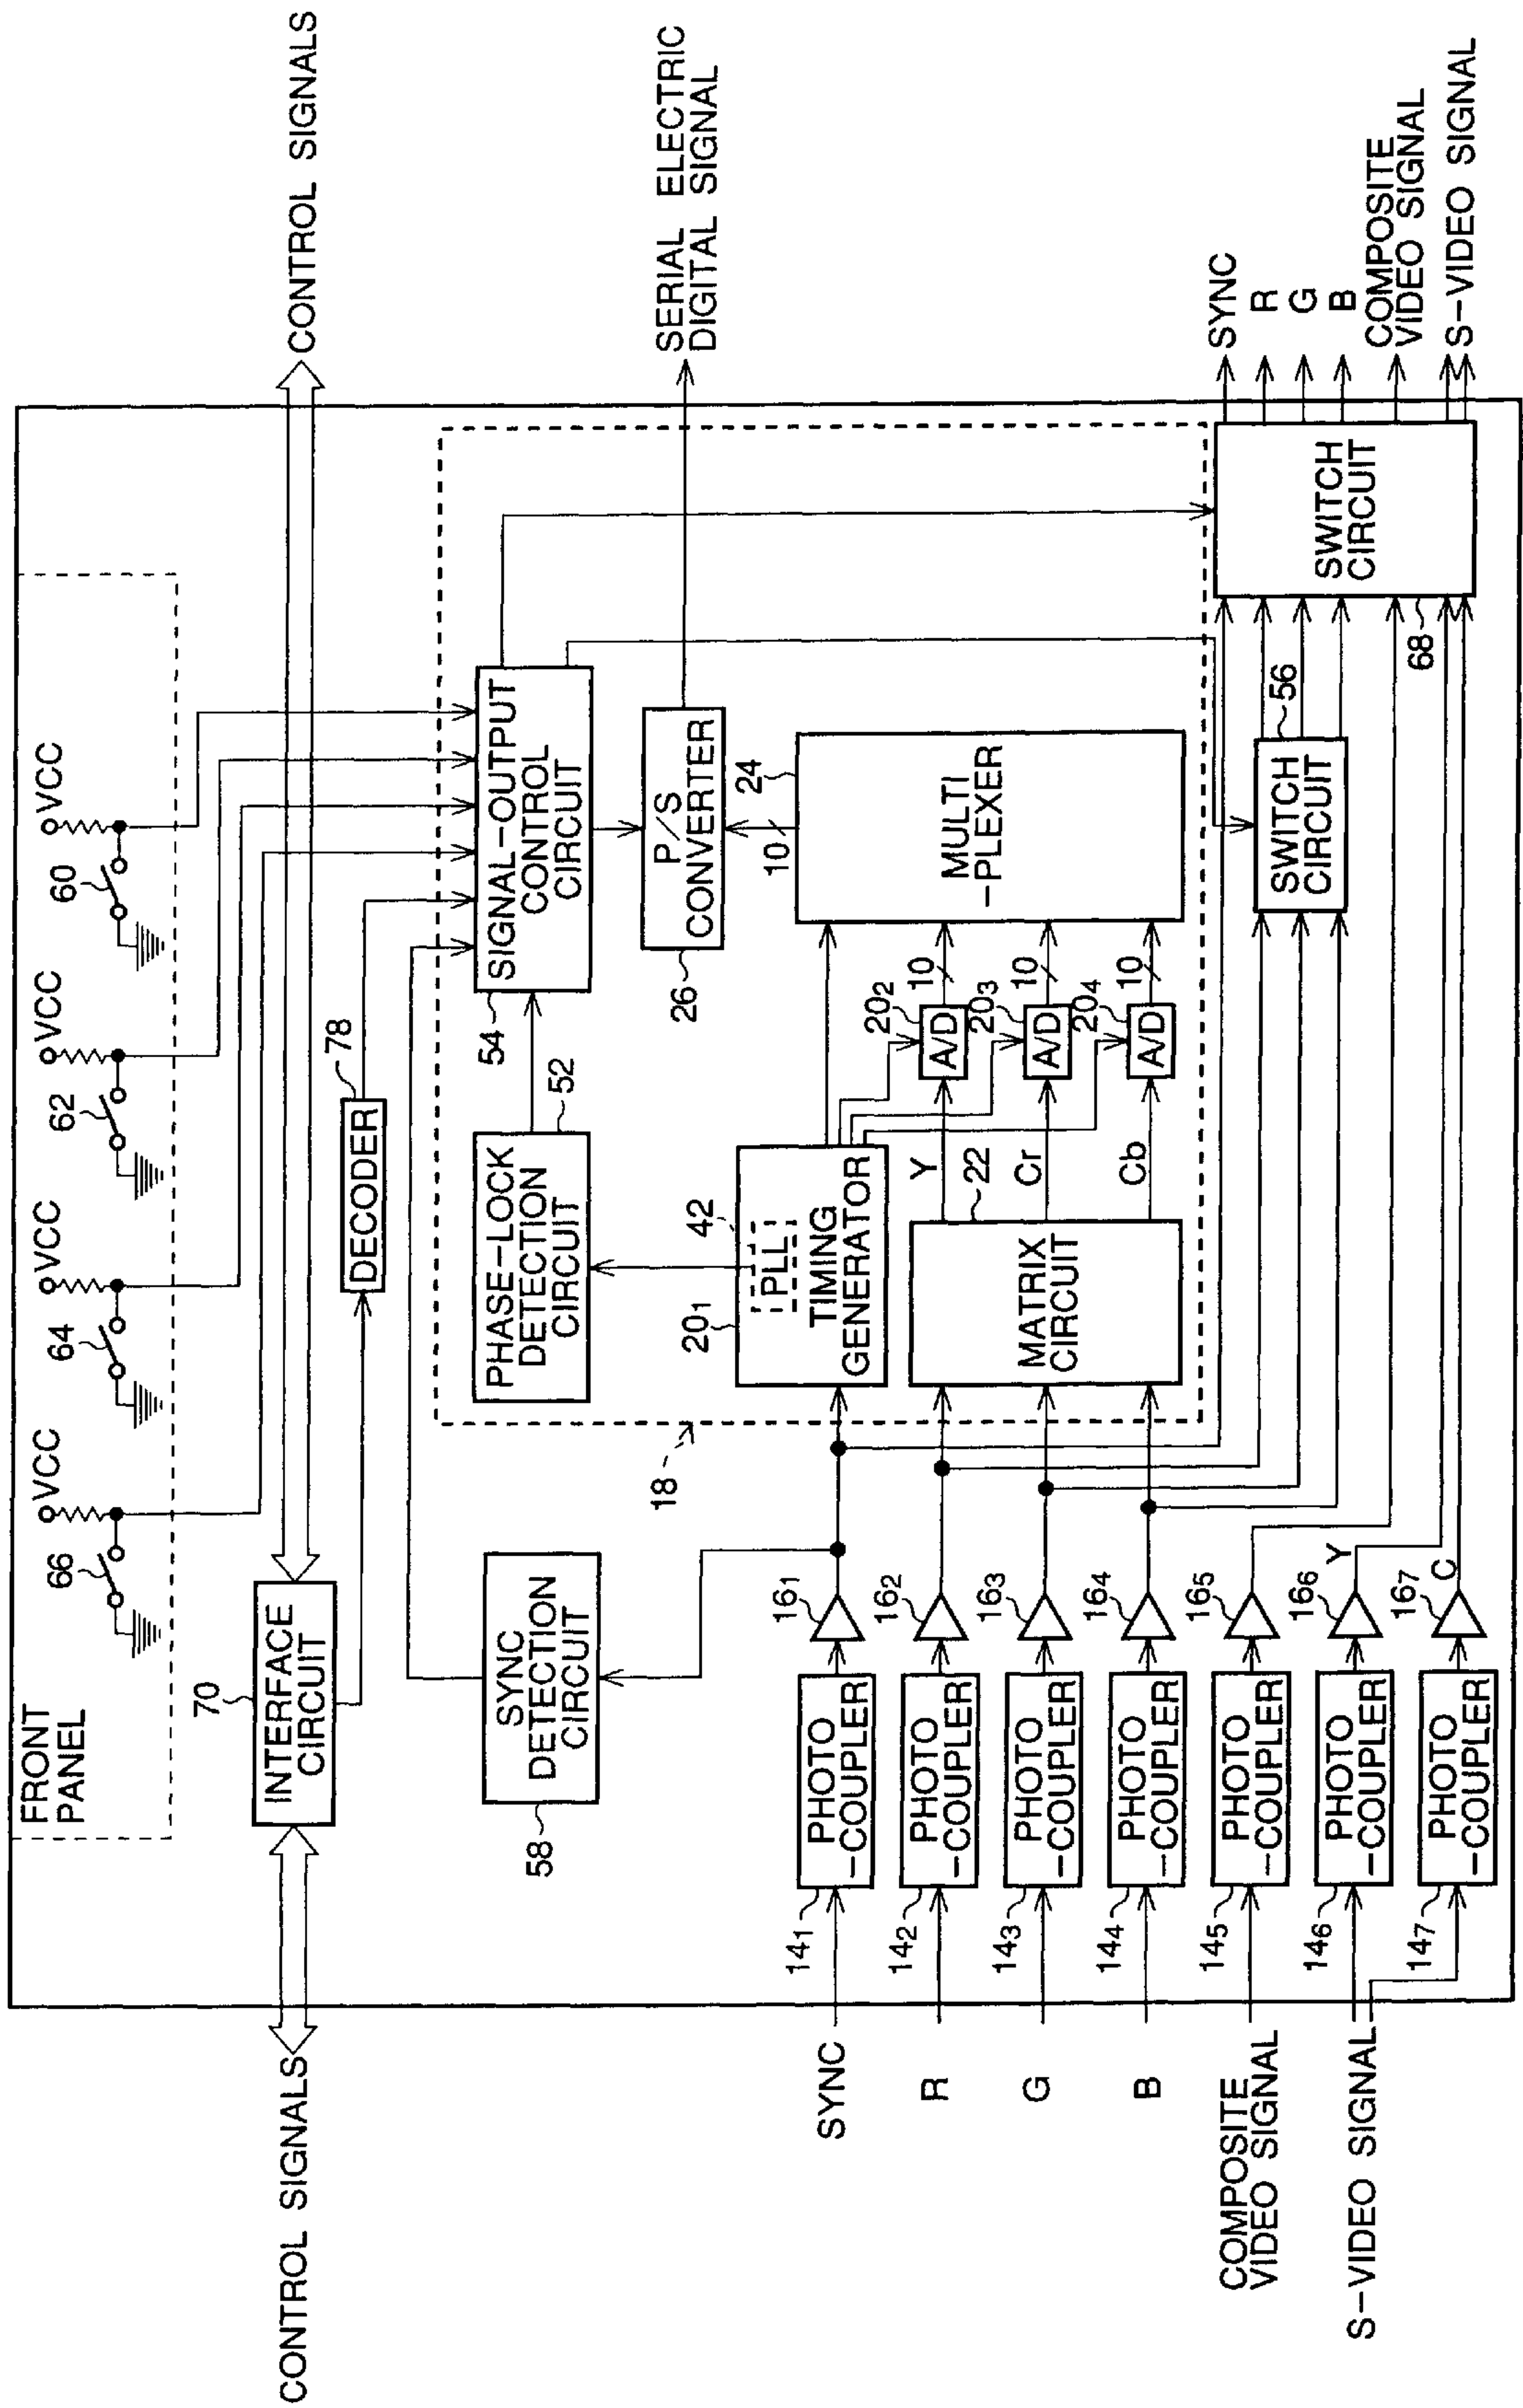 FRONT
PANEL
66
VCC
64
VCC
62
VCC
60
VCC
CONTROL SIGNALS
70
INTERFACE
CIRCUIT
DECODER
78
CONTROL SIGNALS
58
SYNC
DETECTION
CIRCUIT
18
PHASE-LOCK
DETECTION
CIRCUIT
52
54
SIGNAL-OUTPUT
CONTROL
CIRCUIT
26
P/S
CONVERTER
SERIAL ELECTRIC
DIGITAL SIGNAL
10
201
42
PLL
TIMING
GENERATOR
24
MULTI
-PLEXER
MATRIX
CIRCUIT
22
Y
Cr
Cb
202
A/D
10
203
A/D
10
204
A/D
10
SYNC
141
PHOTO
-COUPLER
161
R
142
PHOTO
-COUPLER
162
G
143
PHOTO
-COUPLER
163
B
144
PHOTO
-COUPLER
164
COMPOSITE
VIDEO SIGNAL
145
PHOTO
-COUPLER
165
S-VIDEO SIGNAL
146
PHOTO
-COUPLER
166
Y
147
PHOTO
-COUPLER
167
C
SWITCH
CIRCUIT
56
68
SWITCH
CIRCUIT
SYNC
R
G
B
COMPOSITE
VIDEO SIGNAL
S-VIDEO SIGNAL